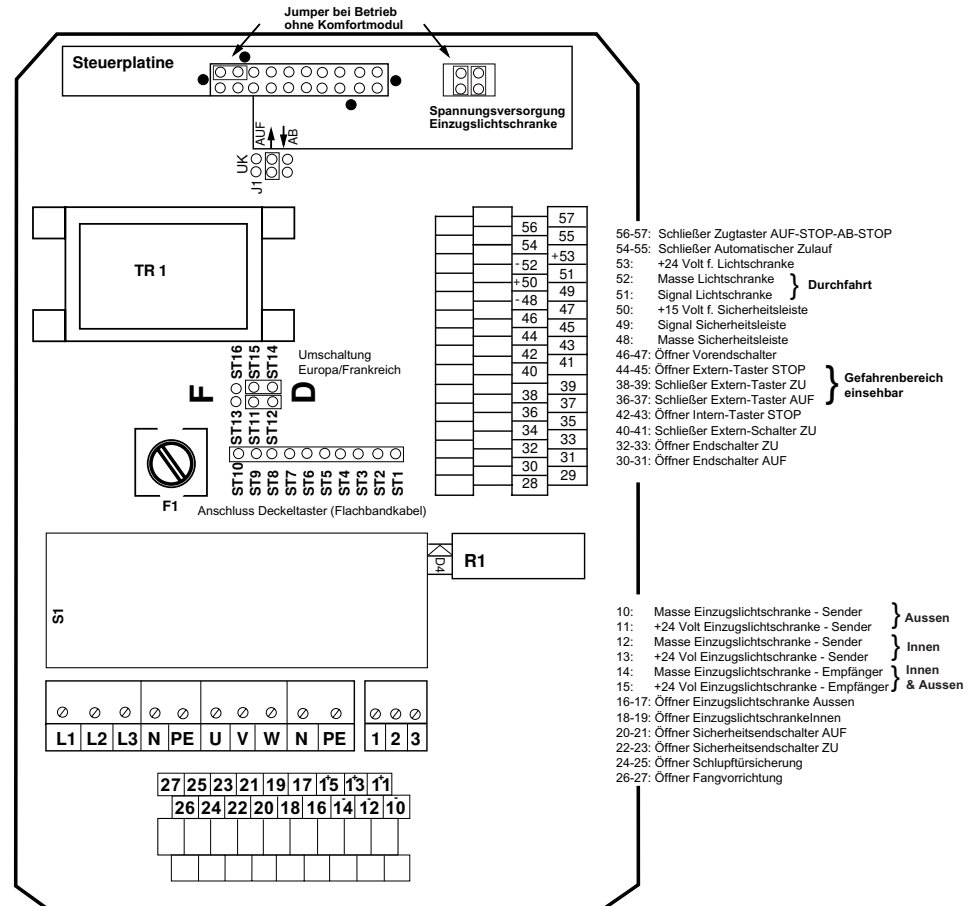 Jumper bei Betrieb
ohne Komfortmodul
Steuerplatine
Spannungsversorgung
Einzugslichtschranke
AUF
AB
UK
J1
TR 1
ST16
ST15
ST14
Umschaltung
Europa/Frankreich
F
D
ST13
ST11
ST12
ST10
ST9
ST8
ST7
ST6
ST5
ST4
ST3
ST2
ST1
F1
Anschluss Deckeltaster (Flachbandkabel)
57
56
55
54
+53
-52
51
+50
49
-48
47
46
45
44
43
42
41
40
39
38
37
36
35
34
33
32
31
30
29
28
56-57: Schließer Zugtaster AUF-STOP-AB-STOP
54-55: Schließer Automatischer Zulauf
53: +24 Volt f. Lichtschranke
52: Masse Lichtschranke
51: Signal Lichtschranke
} Durchfahrt
50: +15 Volt f. Sicherheitsleiste
49: Signal Sicherheitsleiste
48: Masse Sicherheitsleiste
46-47: Öffner Vorendschalter
44-45: Öffner Extern-Taster STOP
38-39: Schließer Extern-Taster ZU
36-37: Schließer Extern-Taster AUF
} Gefahrenbereich
einsehbar
42-43: Öffner Intern-Taster STOP
40-41: Schließer Extern-Schalter ZU
32-33: Öffner Endschalter ZU
30-31: Öffner Endschalter AUF
D4
R1
S1
10: Masse Einzugslichtschranke - Sender
11: +24 Volt Einzugslichtschranke - Sender
} Aussen
12: Masse Einzugslichtschranke - Sender
13: +24 Vol Einzugslichtschranke - Sender
} Innen
14: Masse Einzugslichtschranke - Empfänger
15: +24 Vol Einzugslichtschranke - Empfänger
} Innen
& Aussen
16-17: Öffner Einzugslichtschranke Aussen
18-19: Öffner EinzugslichtschrankeInnen
20-21: Öffner Sicherheitsendschalter AUF
22-23: Öffner Sicherheitsendschalter ZU
24-25: Öffner Schlupftürsicherung
26-27: Öffner Fangvorrichtung
L1 L2 L3 N PE U V W N PE 1 2 3
27 25 23 21 19 17 15+ 13+ 11+
26 24 22 20 18 16 14- 12- 10-